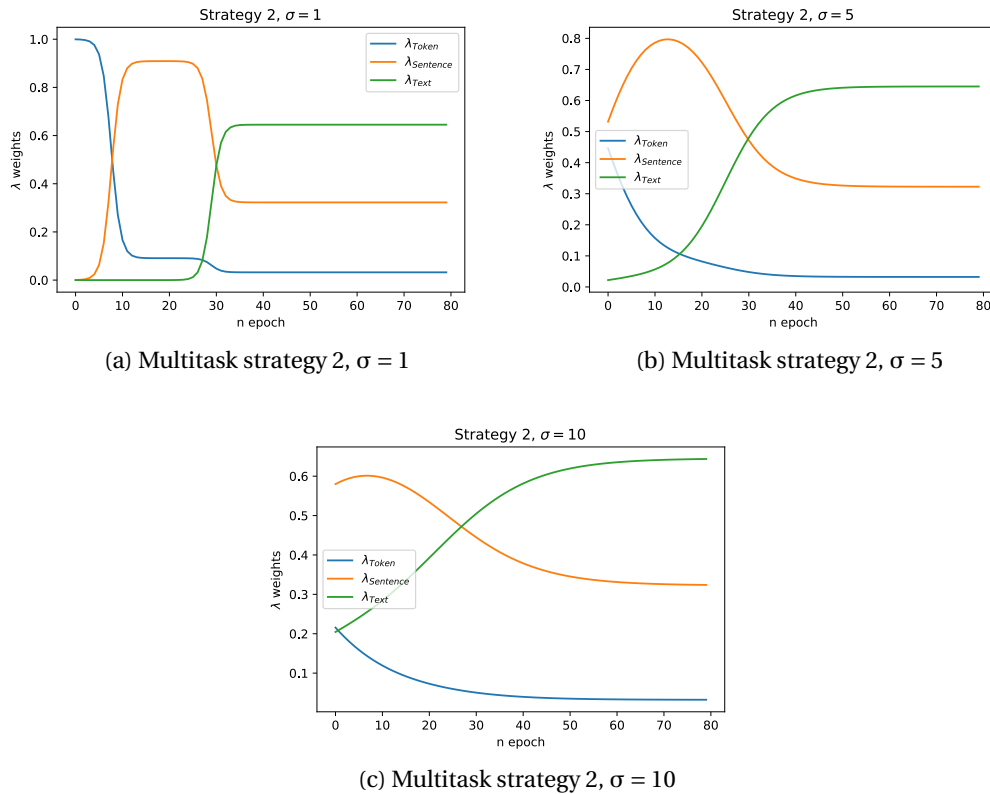 Strategy 2, σ = 1
1.0
0.8
0.6
0.4
0.2
0.0
λ weights
λ_Token
λ_Sentence
λ_Text
0 10 20 30 40 50 60 70 80
n epoch
(a) Multitask strategy 2, σ = 1
Strategy 2, σ = 5
0.8
0.7
0.6
0.5
0.4
0.3
0.2
0.1
0.0
λ weights
λ_Token
λ_Sentence
λ_Text
0 10 20 30 40 50 60 70 80
n epoch
(b) Multitask strategy 2, σ = 5
Strategy 2, σ = 10
0.6
0.5
0.4
0.3
0.2
0.1
λ weights
λ_Token
λ_Sentence
λ_Text
0 10 20 30 40 50 60 70 80
n epoch
(c) Multitask strategy 2, σ = 10